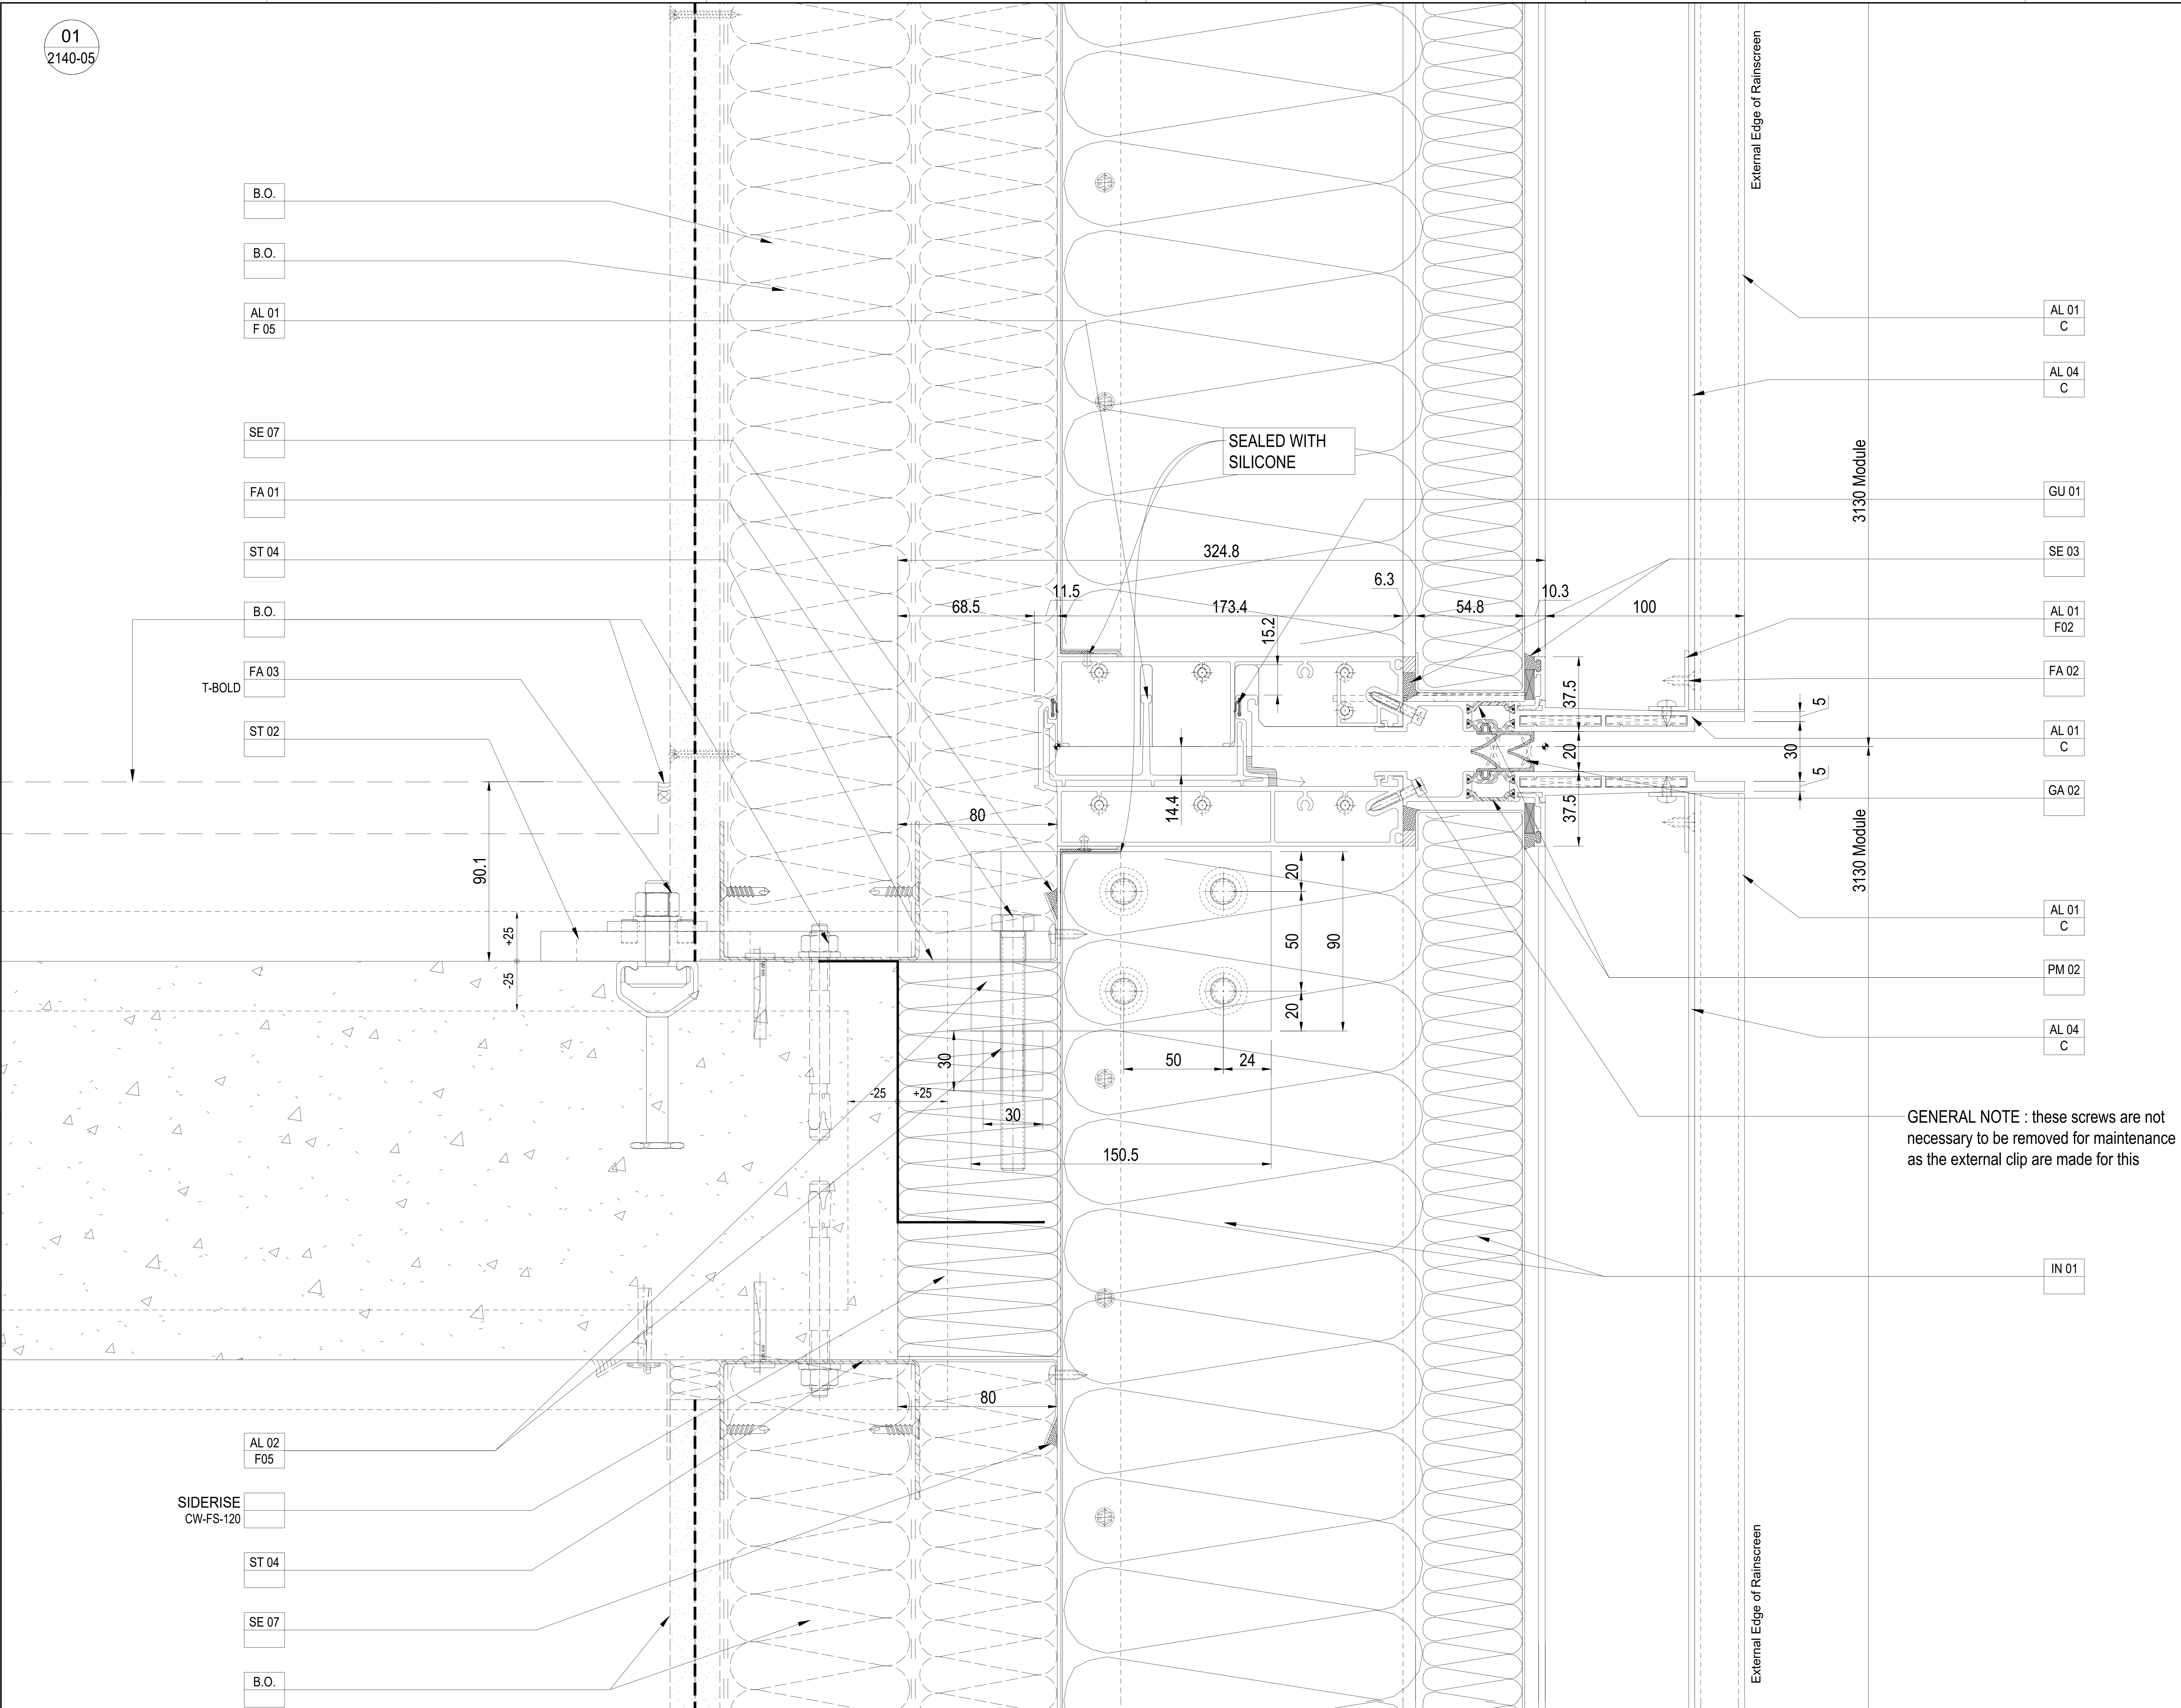 01
2140-05
B.O.
B.O.
AL 01
F 05
SE 07
FA 01
ST 04
B.O.
FA 03
T-BOLD
ST 02
AL 02
F05
SIDERISE
CW-FS-120
ST 04
SE 07
B.O.
SEALED WITH
SILICONE
324.8
6.3
11.5
10.3
68.5
173.4
54.8
100
15.2
37.5
5
20
30
5
37.5
14.4
80
90.1
+25
-25
20
50
90
20
50
24
30
-25
+25
30
150.5
80
External Edge of Rainscreen
3130 Module
3130 Module
External Edge of Rainscreen
AL 01
C
AL 04
C
GU 01
SE 03
AL 01
F02
FA 02
AL 01
C
GA 02
AL 01
C
PM 02
AL 04
C
GENERAL NOTE : these screws are not
necessary to be removed for maintenance
as the external clip are made for this
IN 01